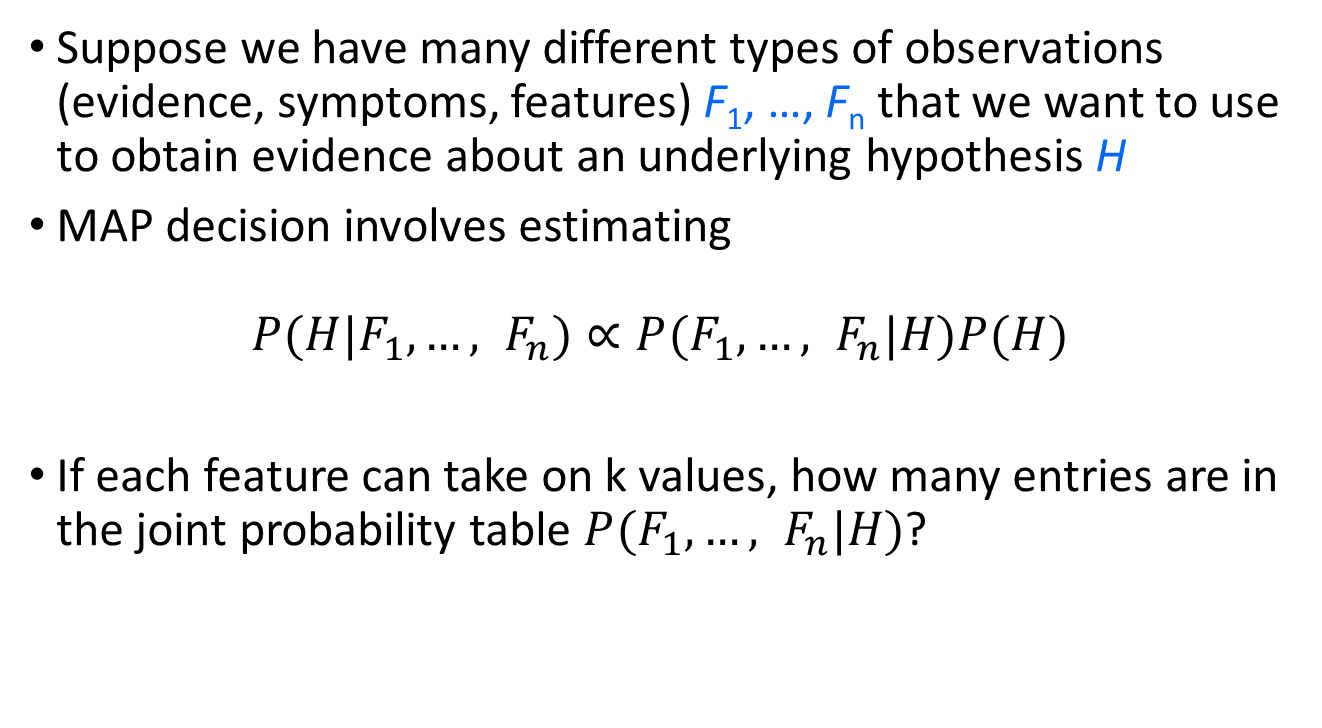 • Suppose we have many different types of observations
(evidence, symptoms, features) F₁, …, Fₙ that we want to use
to obtain evidence about an underlying hypothesis H
• MAP decision involves estimating
P(H|F₁, … , Fₙ) ∝ P(F₁, … , Fₙ|H)P(H)
• If each feature can take on k values, how many entries are in
the joint probability table P(F₁, … , Fₙ|H)?